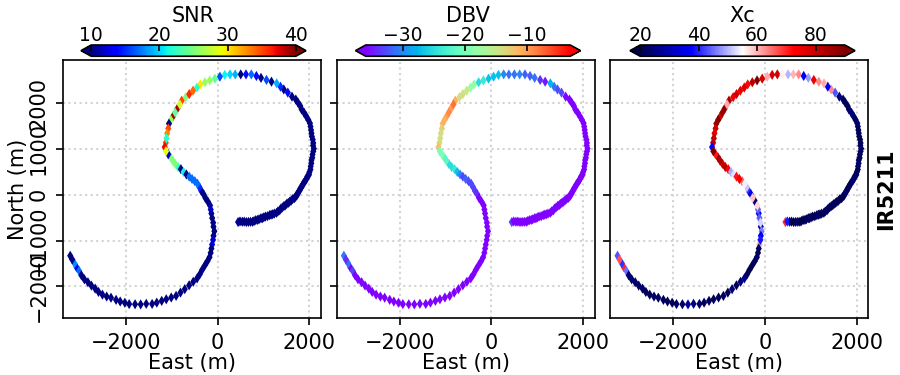 SNR DBV Xc
10 20 30 40 −30 −20 −10 20 40 60 80
North (m)
2000
1000
0
−1000
−2000
IR5211
−2000 0 2000 −2000 0 2000 −2000 0 2000
East (m) East (m) East (m)